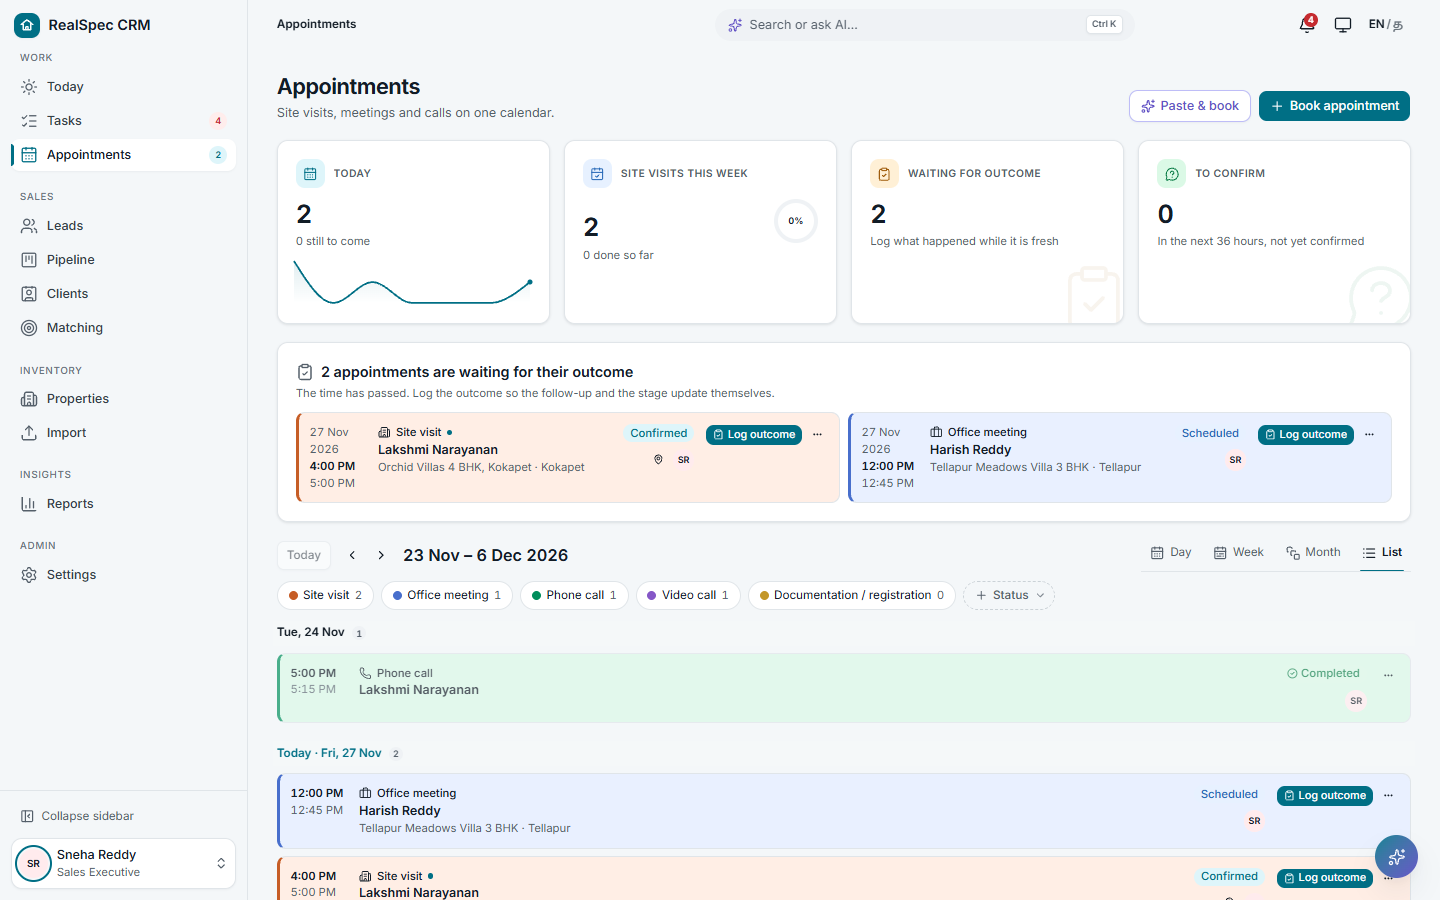 RealSpec CRM
WORK
Today
Tasks 4
Appointments 2
SALES
Leads
Pipeline
Clients
Matching
INVENTORY
Properties
Import
INSIGHTS
Reports
ADMIN
Settings
Collapse sidebar
SR Sneha Reddy
Sales Executive
Appointments
Search or ask AI... Ctrl K
4
EN / த
Appointments
Site visits, meetings and calls on one calendar.
Paste & book
Book appointment
TODAY
2
0 still to come
SITE VISITS THIS WEEK
2
0%
0 done so far
WAITING FOR OUTCOME
2
Log what happened while it is fresh
TO CONFIRM
0
In the next 36 hours, not yet confirmed
2 appointments are waiting for their outcome
The time has passed. Log the outcome so the follow-up and the stage update themselves.
27 Nov
2026
4:00 PM
5:00 PM
Site visit
Lakshmi Narayanan
Orchid Villas 4 BHK, Kokapet · Kokapet
Confirmed
SR
Log outcome
27 Nov
2026
12:00 PM
12:45 PM
Office meeting
Harish Reddy
Tellapur Meadows Villa 3 BHK · Tellapur
Scheduled
SR
Log outcome
Today
23 Nov – 6 Dec 2026
Day
Week
Month
List
Site visit 2
Office meeting 1
Phone call 1
Video call 1
Documentation / registration 0
Status
Tue, 24 Nov 1
5:00 PM
5:15 PM
Phone call
Lakshmi Narayanan
Completed
SR
Today · Fri, 27 Nov 2
12:00 PM
12:45 PM
Office meeting
Harish Reddy
Tellapur Meadows Villa 3 BHK · Tellapur
Scheduled
SR
Log outcome
4:00 PM
5:00 PM
Site visit
Lakshmi Narayanan
Confirmed
Log outcome